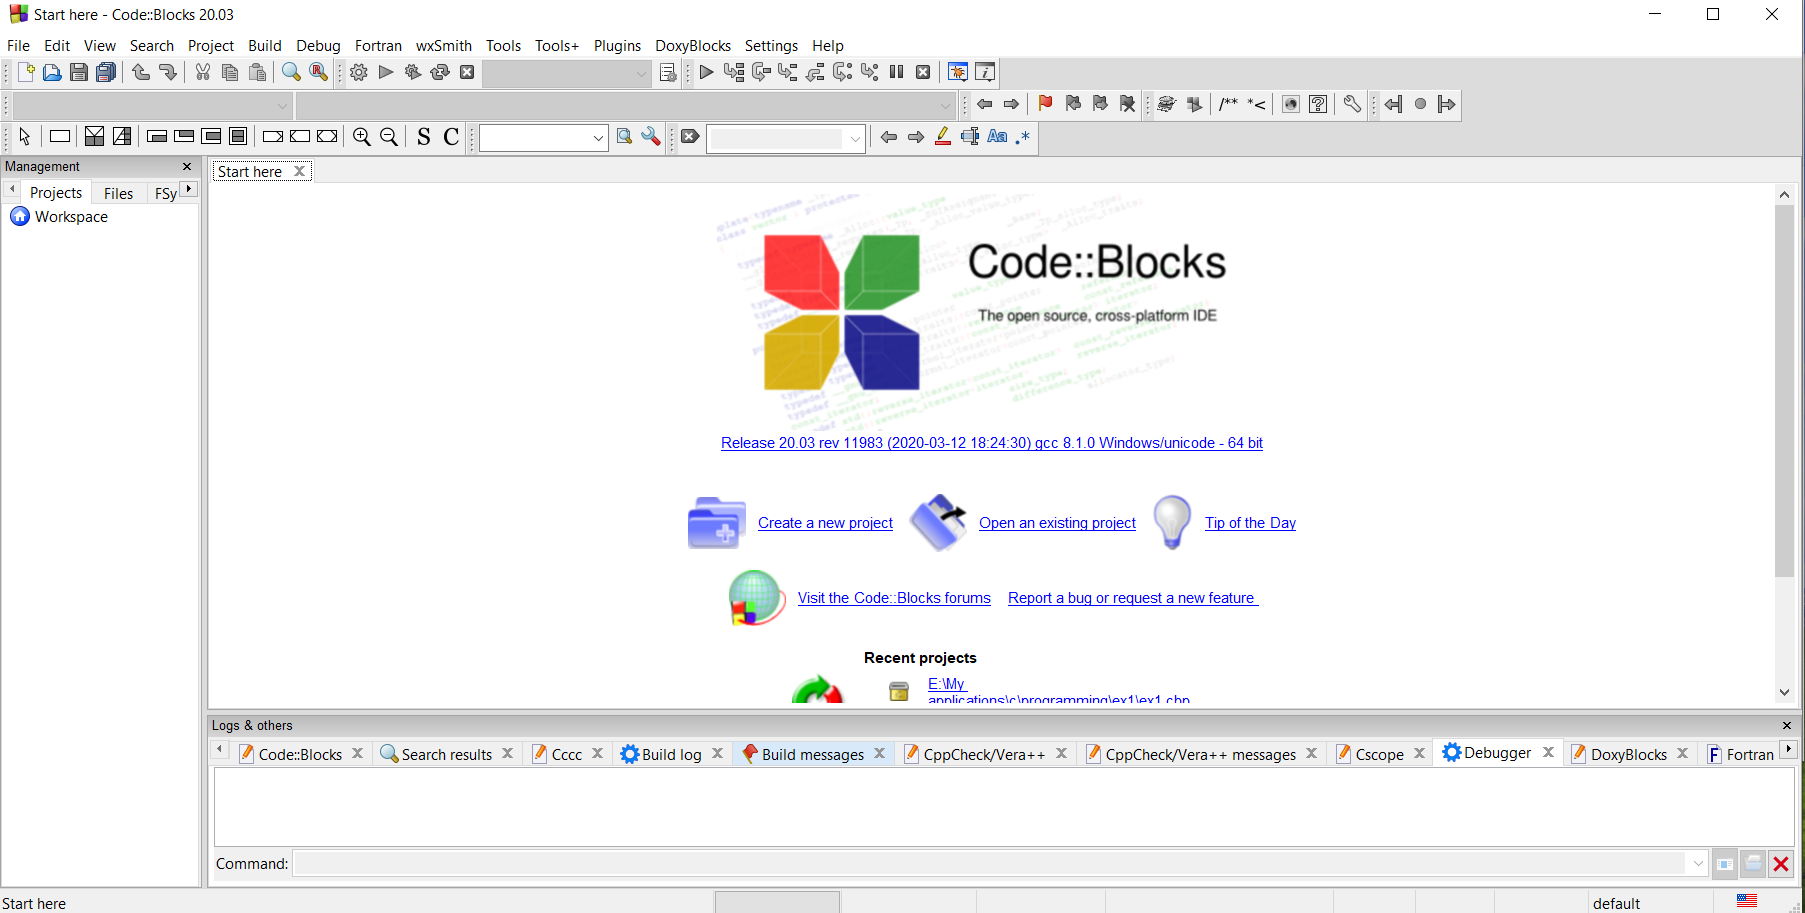 Start here - Code::Blocks 20.03
File Edit View Search Project Build Debug Fortran wxSmith Tools Tools+ Plugins DoxyBlocks Settings Help
/** *<
S C Aa .*
Management
Start here
Projects Files FSy
Workspace
Code::Blocks
The open source, cross-platform IDE
Release 20.03 rev 11983 (2020-03-12 18:24:30) gcc 8.1.0 Windows/unicode - 64 bit
Create a new project Open an existing project Tip of the Day
Visit the Code::Blocks forums Report a bug or request a new feature
Recent projects
E:\My
applications\c\programming\ex1\ex1.cbp
Logs & others
Code::Blocks Search results Cccc Build log Build messages CppCheck/Vera++ CppCheck/Vera++ messages Cscope Debugger DoxyBlocks Fortran
Command:
Start here default